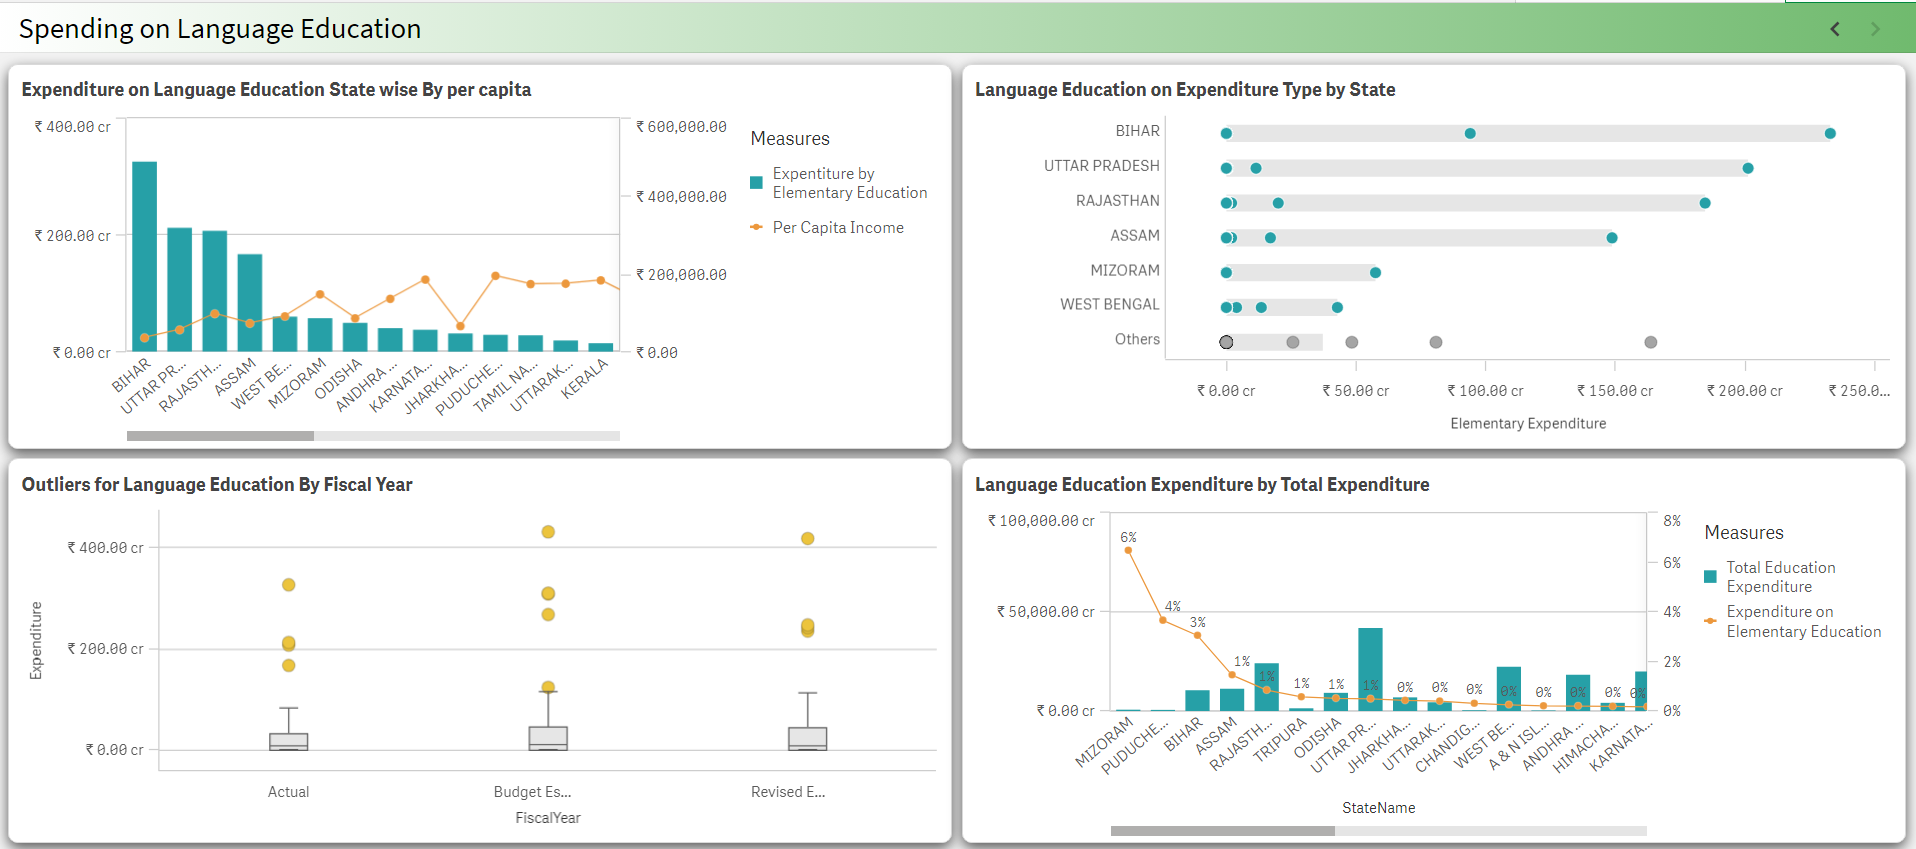 Spending on Language Education
Expenditure on Language Education State wise By per capita
₹ 400.00 cr
₹ 200.00 cr
₹ 0.00 cr
₹ 600,000.00
₹ 400,000.00
₹ 200,000.00
₹ 0.00
BIHAR
UTTAR PR...
RAJASTH...
ASSAM
WEST BE...
MIZORAM
ODISHA
ANDHRA ...
KARNATA...
JHARKHA...
PUDUCHE...
TAMIL NA...
UTTARAK...
KERALA
Measures
Expentiture by
Elementary Education
Per Capita Income
Language Education on Expenditure Type by State
BIHAR
UTTAR PRADESH
RAJASTHAN
ASSAM
MIZORAM
WEST BENGAL
Others
₹ 0.00 cr
₹ 50.00 cr
₹ 100.00 cr
₹ 150.00 cr
₹ 200.00 cr
₹ 250.0...
Elementary Expenditure
Outliers for Language Education By Fiscal Year
Expenditure
₹ 400.00 cr
₹ 200.00 cr
₹ 0.00 cr
Actual
Budget Es...
Revised E...
FiscalYear
Language Education Expenditure by Total Expenditure
₹ 100,000.00 cr
₹ 50,000.00 cr
₹ 0.00 cr
6%
4%
3%
1%
1%
1%
1%
1%
0%
0%
0%
0%
0%
0%
0%
0%
8%
6%
4%
2%
0%
MIZORAM
PUDUCHE...
BIHAR
ASSAM
RAJASTH...
TRIPURA
ODISHA
UTTAR PR...
JHARKHA...
UTTARAK...
CHANDIG...
WEST BE...
A & N ISL...
ANDHRA ...
HIMACHA...
KARNATA...
StateName
Measures
Total Education
Expenditure
Expenditure on
Elementary Education